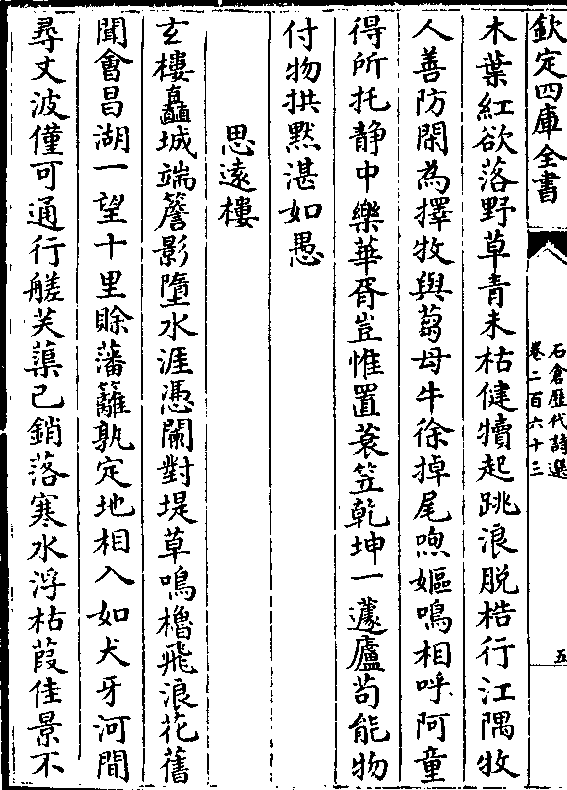 欽定四庫全書
石倉歷代詩選
卷二百六十三
五
木葉紅欲落野草青未枯健犢起跳浪脱梏行江隅牧
人善防閑為擇牧與蒭母牛徐掉尾喣嫗鳴相呼阿童
得所托静中樂華胥豈惟置蓑笠乾坤一蘧廬茍能物
付物拱黙湛如愚
思遠樓
玄樓矗城端簷影墮水涯憑闌對堤草鳴櫓飛浪花舊
聞會昌湖一望十里賖藩籬孰定地相入如犬牙河間
尋丈波僅可通行艖芙蕖已銷落寒水浮枯葭佳景不